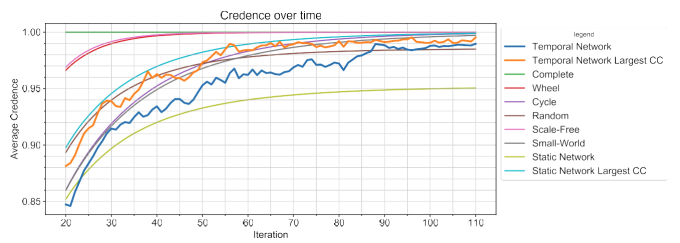 Credence over time
1.00
0.95
0.90
0.85
Average Credence
20
30
40
50
60
70
80
90
100
110
Iteration
legend
Temporal Network
Temporal Network Largest CC
Complete
Wheel
Cycle
Random
Scale-Free
Small-World
Static Network
Static Network Largest CC